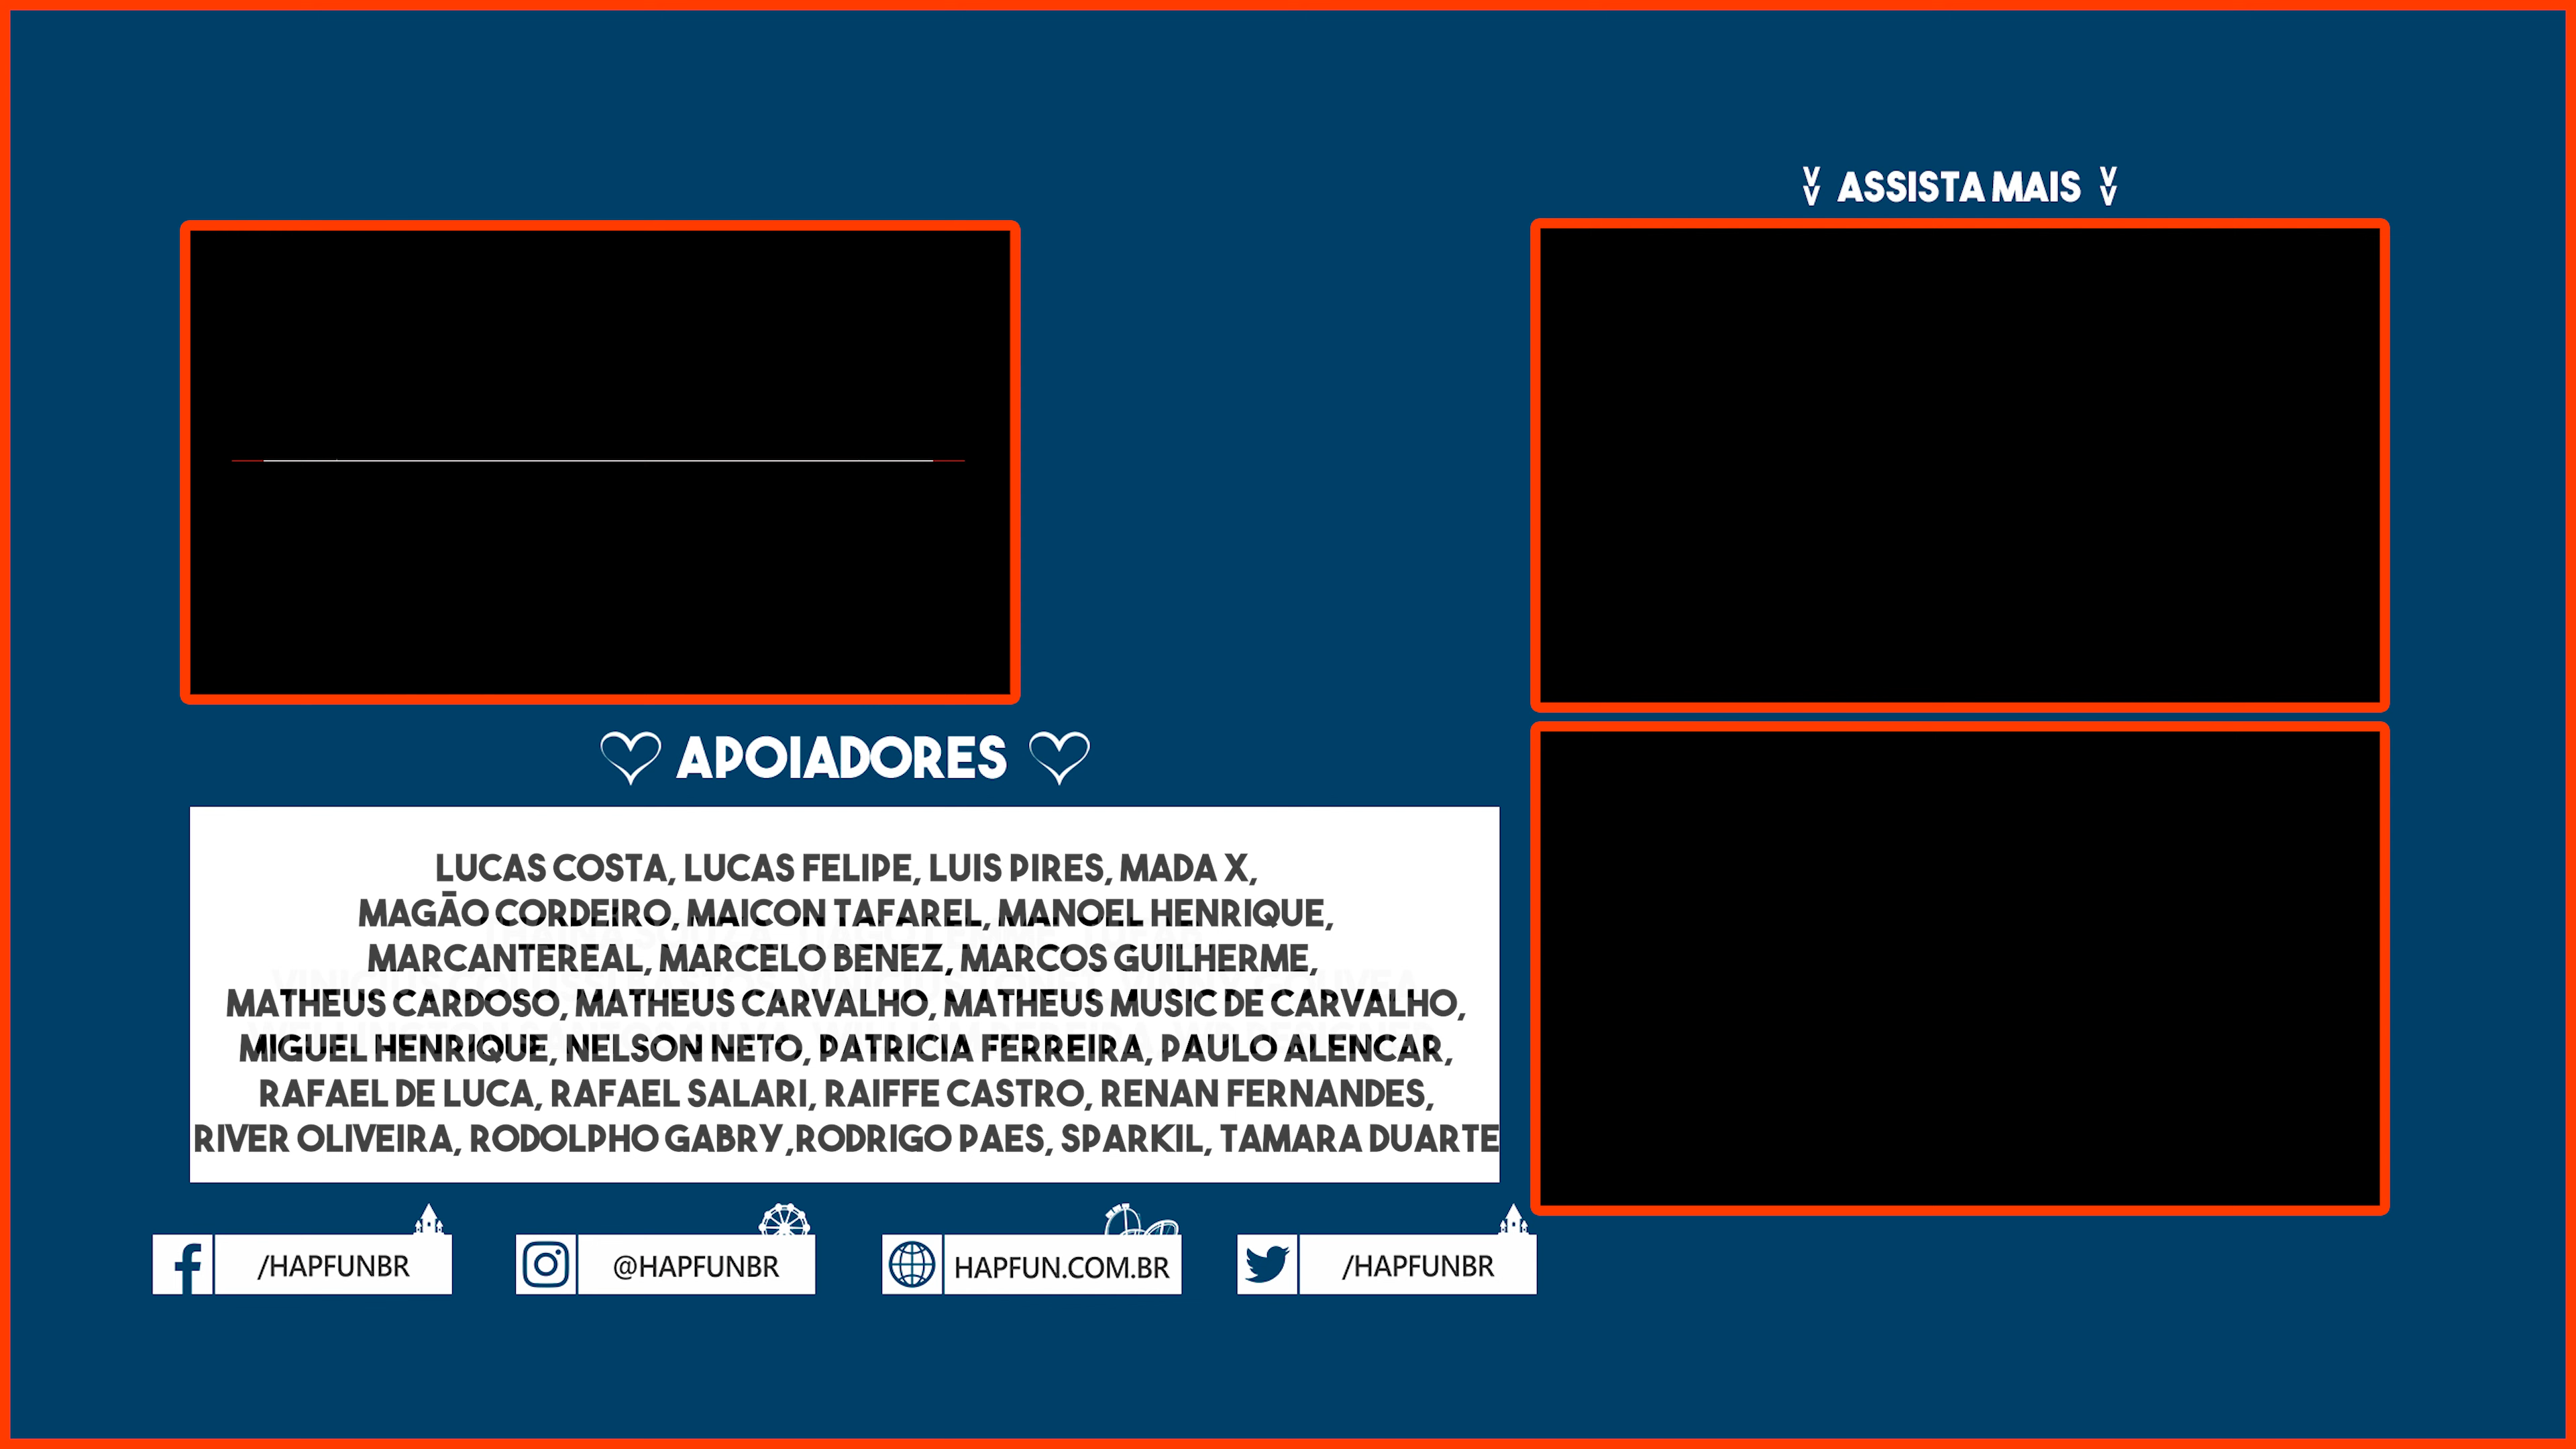 ASSISTA MAIS
APOIADORES
LUCAS COSTA, LUCAS FELIPE, LUIS PIRES, MADA X,
MAGÃO CORDEIRO, MAICON TAFAREL, MANOEL HENRIQUE,
MARCANTEREAL, MARCELO BENEZ, MARCOS GUILHERME,
MATHEUS CARDOSO, MATHEUS CARVALHO, MATHEUS MUSIC DE CARVALHO,
MIGUEL HENRIQUE, NELSON NETO, PATRICIA FERREIRA, PAULO ALENCAR,
RAFAEL DE LUCA, RAFAEL SALARI, RAIFFE CASTRO, RENAN FERNANDES,
RIVER OLIVEIRA, RODOLPHO GABRY,RODRIGO PAES, SPARKIL, TAMARA DUARTE
/HAPFUNBR
@HAPFUNBR
HAPFUN.COM.BR
/HAPFUNBR